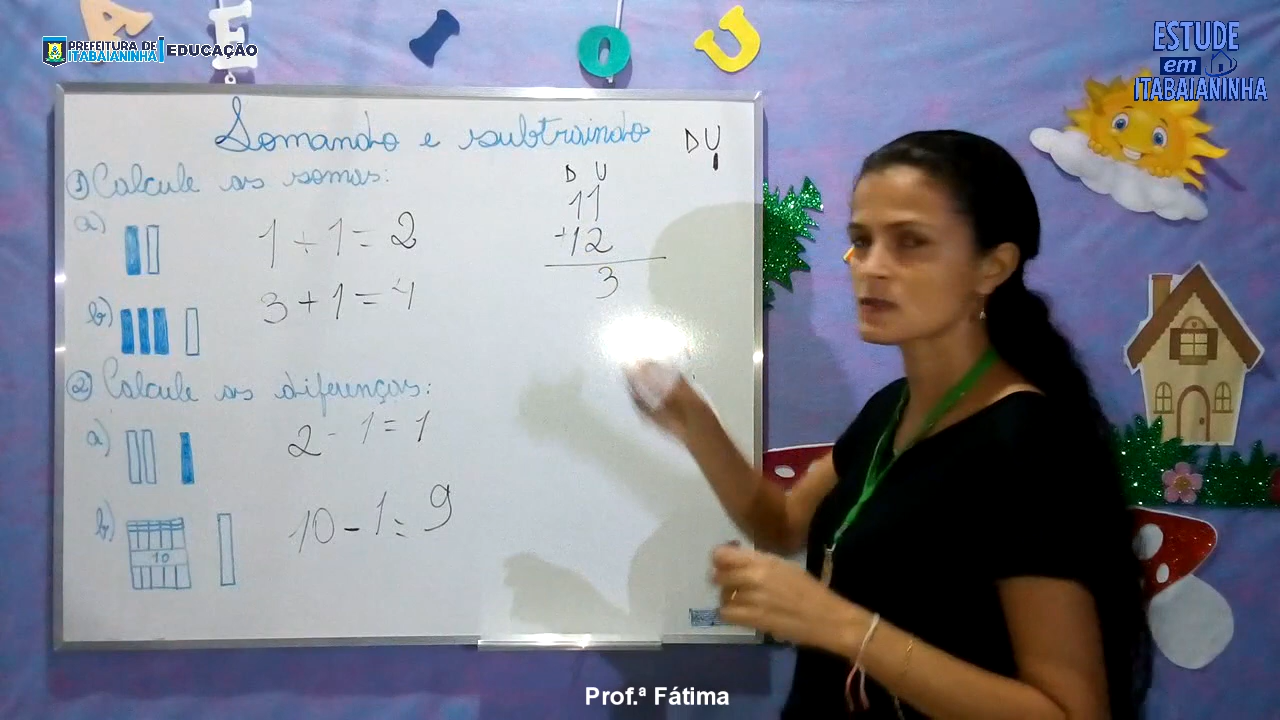 A E I O U
PREFEITURA DE
ITABAIANINHA
EDUCAÇÃO
ESTUDE
em
ITABAIANINHA
Somando e subtraindo
D U
① Calcule as somas:
a) 1 + 1 = 2
b) 3 + 1 = 4
D U
11
+12
3
② Calcule as diferenças:
a) 2 - 1 = 1
b) 10 10 - 1 = 9
Prof.ª Fátima